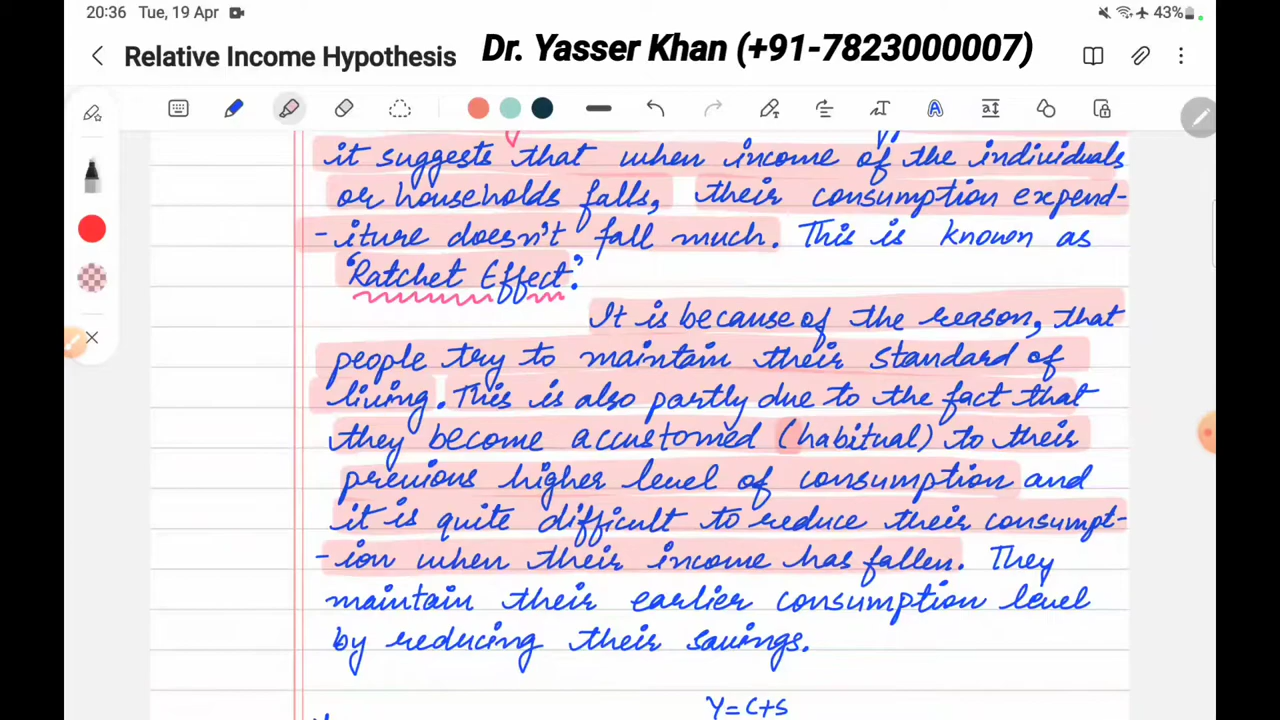 20:36 Tue, 19 Apr 43%
Relative Income Hypothesis Dr. Yasser Khan (+91-7823000007)
it suggests that when income of the individuals
or households falls, their consumption expend-
-iture doesn't fall much. This is known as
'Ratchet Effect'.
It is because of the reason, that
people try to maintain their standard of
living. This is also partly due to the fact that
they become accustomed (habitual) to their
previous higher level of consumption and
it is quite difficult to reduce their consumpt-
-ion when their income has fallen. They
maintain their earlier consumption level
by reducing their savings.
Y=C+S